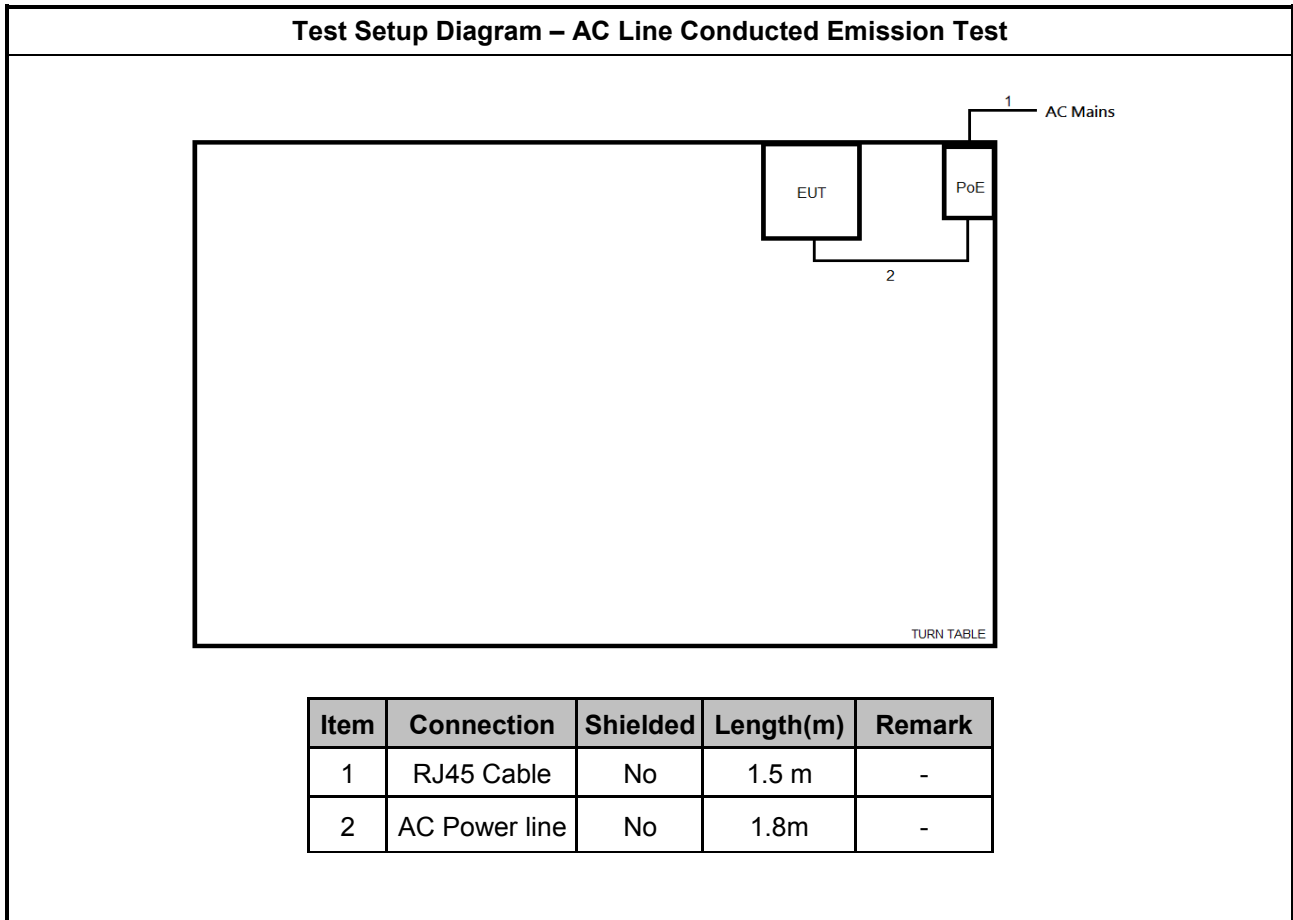 Test Setup Diagram – AC Line Conducted Emission Test
1
AC Mains
EUT
PoE
2
TURN TABLE
Item Connection Shielded Length(m) Remark
1 RJ45 Cable No 1.5 m -
2 AC Power line No 1.8m -